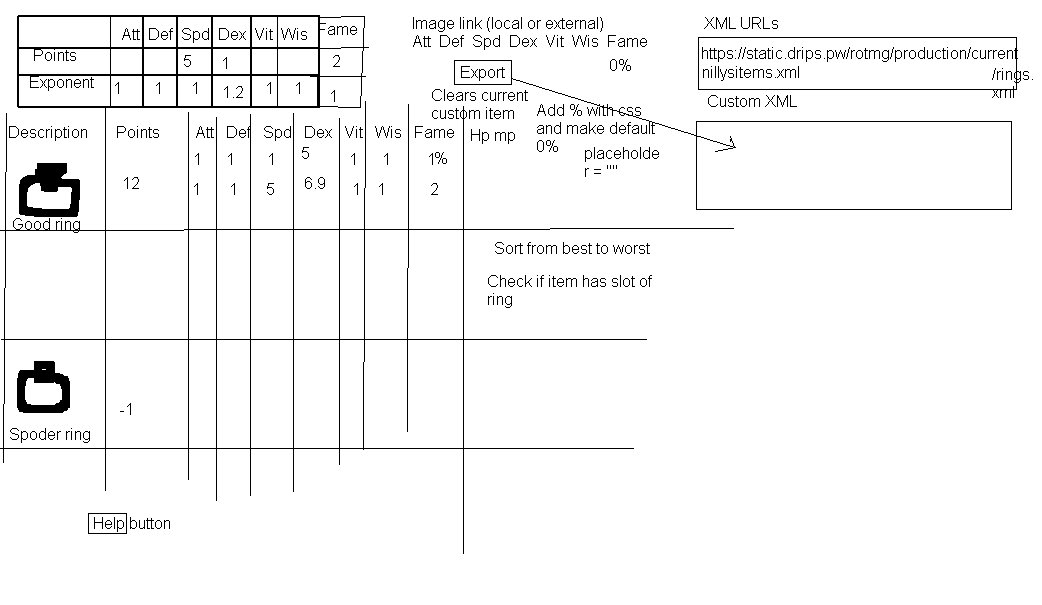 Att Def Spd Dex Vit Wis Fame
Points 5 1 2
Exponent 1 1 1 1.2 1 1 1
Image link (local or external)
Att Def Spd Dex Vit Wis Fame
0%
Export
Clears current
custom item
Add % with css
and make default
0%
placeholde
r = ""
XML URLs
https://static.drips.pw/rotmg/production/current
/rings.
xml
nillysitems.xml
Custom XML
Description Points Att Def Spd Dex Vit Wis Fame Hp mp
1 1 1 5 1 1 1%
12 1 1 5 6.9 1 1 2
Good ring
Sort from best to worst
Check if item has slot of
ring
-1
Spoder ring
Help button